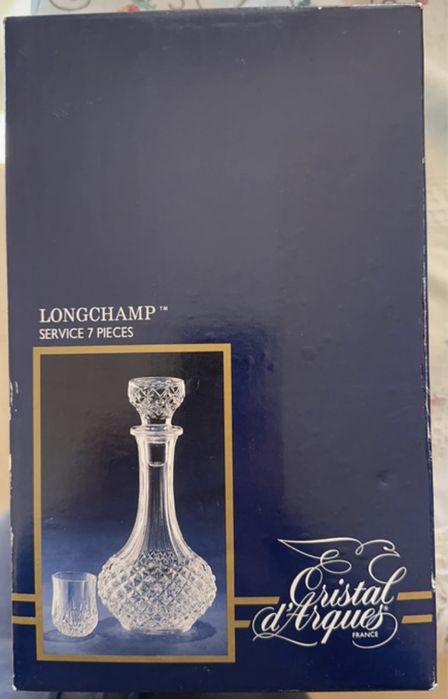 LONGCHAMP™
SERVICE 7 PIECES
Cristal
d'Arques®
FRANCE